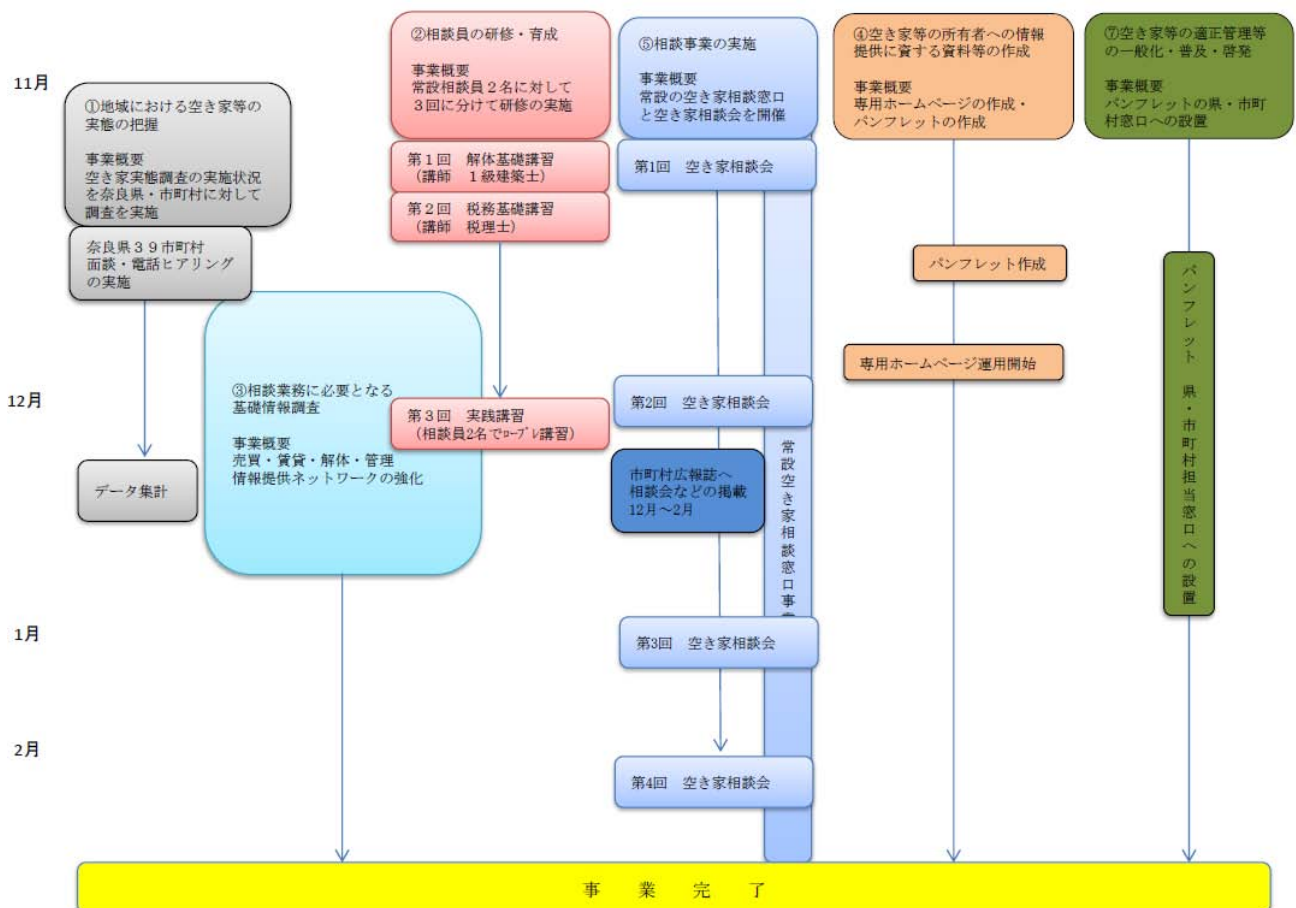 11月
12月
1月
2月
①地域における空き家等の
実態の把握
事業概要
空き家実態調査の実施状況
を奈良県・市町村に対して
調査を実施
奈良県３９市町村
面談・電話ヒアリング
の実施
データ集計
②相談員の研修・育成
事業概要
常設相談員２名に対して
３回に分けて研修の実施
第１回　解体基礎講習
（講師　１級建築士）
第２回　税務基礎講習
（講師　税理士）
第３回　実践講習
（相談員2名でﾛｰﾌﾟﾚ講習）
③相談業務に必要となる
基礎情報調査
事業概要
売買・賃貸・解体・管理
情報提供ネットワークの強化
⑤相談事業の実施
事業概要
常設の空き家相談窓口
と空き家相談会を開催
第1回　空き家相談会
第2回　空き家相談会
市町村広報誌へ
相談会などの掲載
12月～2月
第3回　空き家相談会
第4回　空き家相談会
常設空き家相談窓口事
④空き家等の所有者への情報
提供に資する資料等の作成
事業概要
専用ホームページの作成・
パンフレットの作成
パンフレット作成
専用ホームページ運用開始
⑦空き家等の適正管理等
の一般化・普及・啓発
事業概要
パンフレットの県・市町
村窓口への設置
パンフレット　県・市町村担当窓口への設置
事　業　完　了